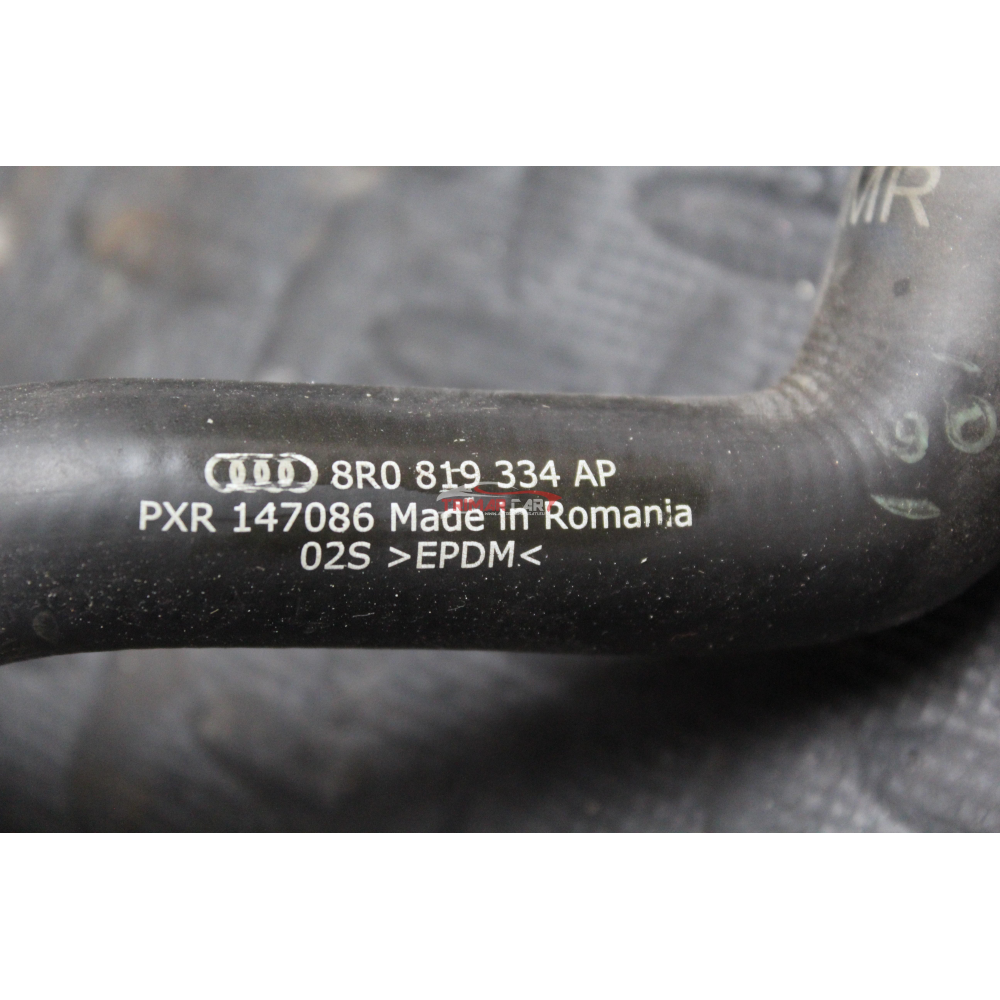 MR
8R0 819 334 AP
PXR 147086 Made in Romania
02S >EPDM<